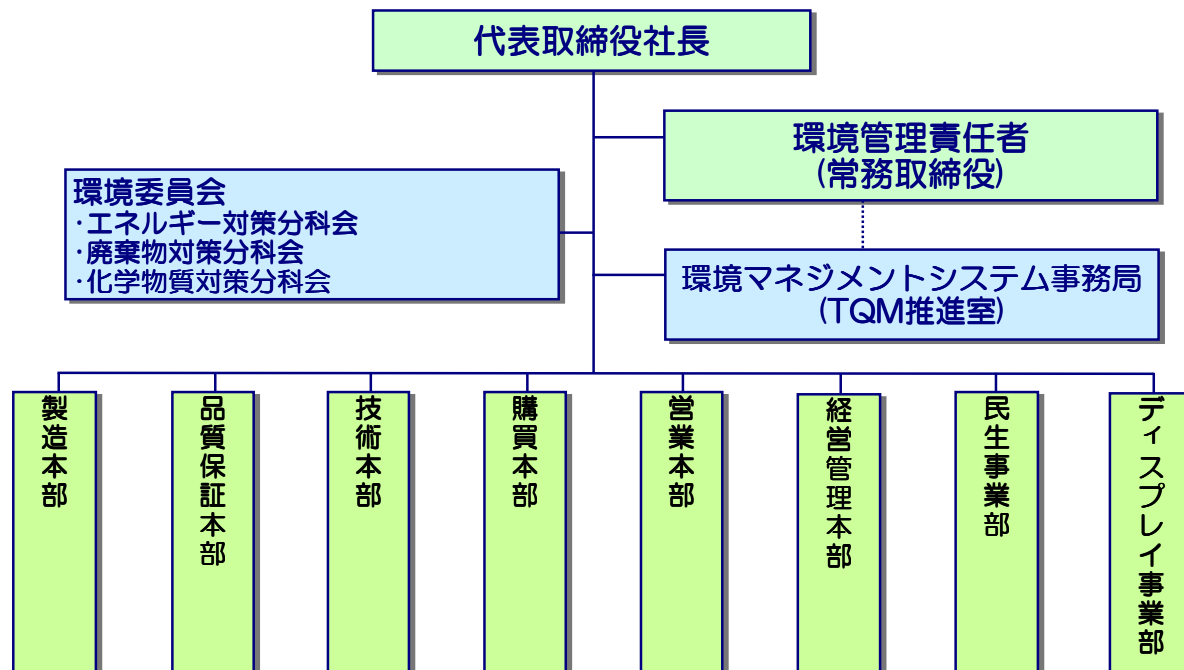 代表取締役社長
環境管理責任者
(常務取締役)
環境委員会
・エネルギー対策分科会
・廃棄物対策分科会
・化学物質対策分科会
環境マネジメントシステム事務局
(TQM推進室)
製造本部
品質保証本部
技術本部
購買本部
営業本部
経営管理本部
民生事業部
ディスプレイ事業部